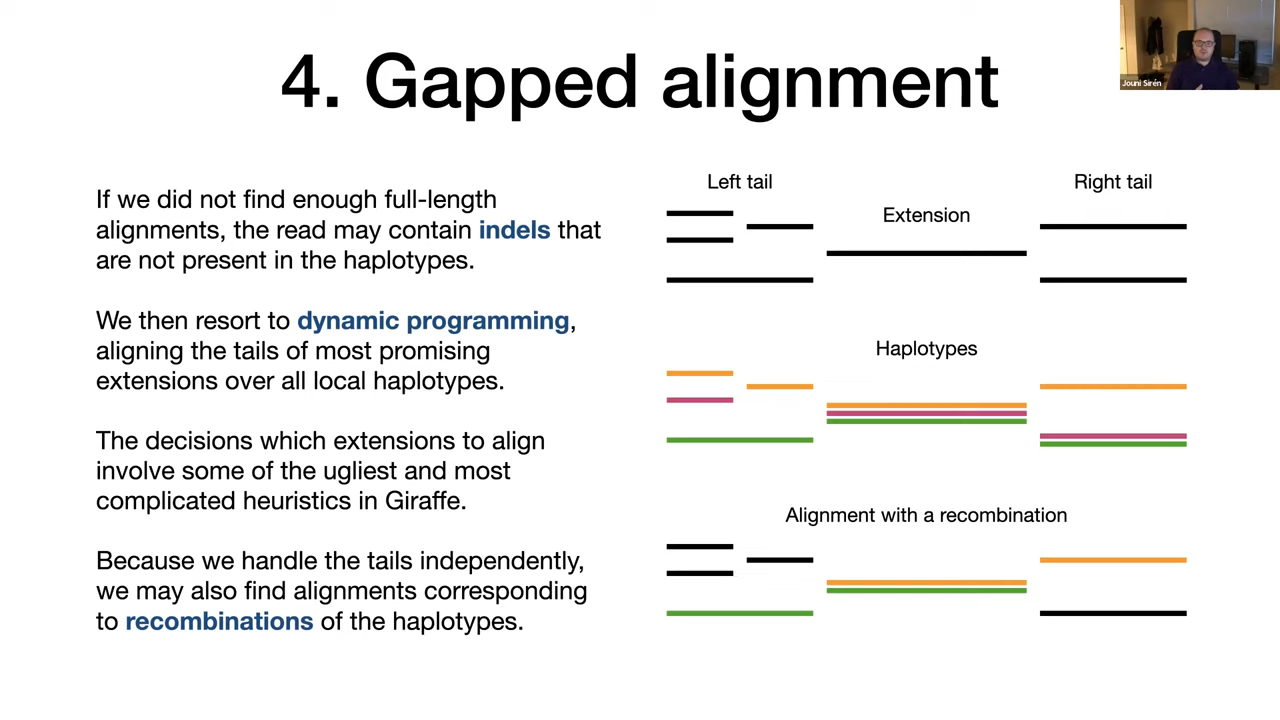 4. Gapped alignment
Jouni Sirén
If we did not find enough full-length
alignments, the read may contain indels that
are not present in the haplotypes.
We then resort to dynamic programming,
aligning the tails of most promising
extensions over all local haplotypes.
The decisions which extensions to align
involve some of the ugliest and most
complicated heuristics in Giraffe.
Because we handle the tails independently,
we may also find alignments corresponding
to recombinations of the haplotypes.
Left tail
Extension
Right tail
Haplotypes
Alignment with a recombination